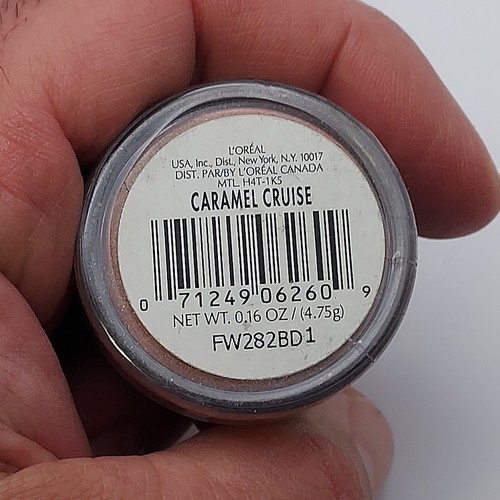 L'ORÉAL
USA, Inc., Dist., New York, N.Y. 10017
DIST. PAR/BY L'ORÉAL CANADA
MTL. H4T-1K5
CARAMEL CRUISE
0 71249 06260 9
NET WT. 0.16 OZ / (4.75g)
FW282BD1